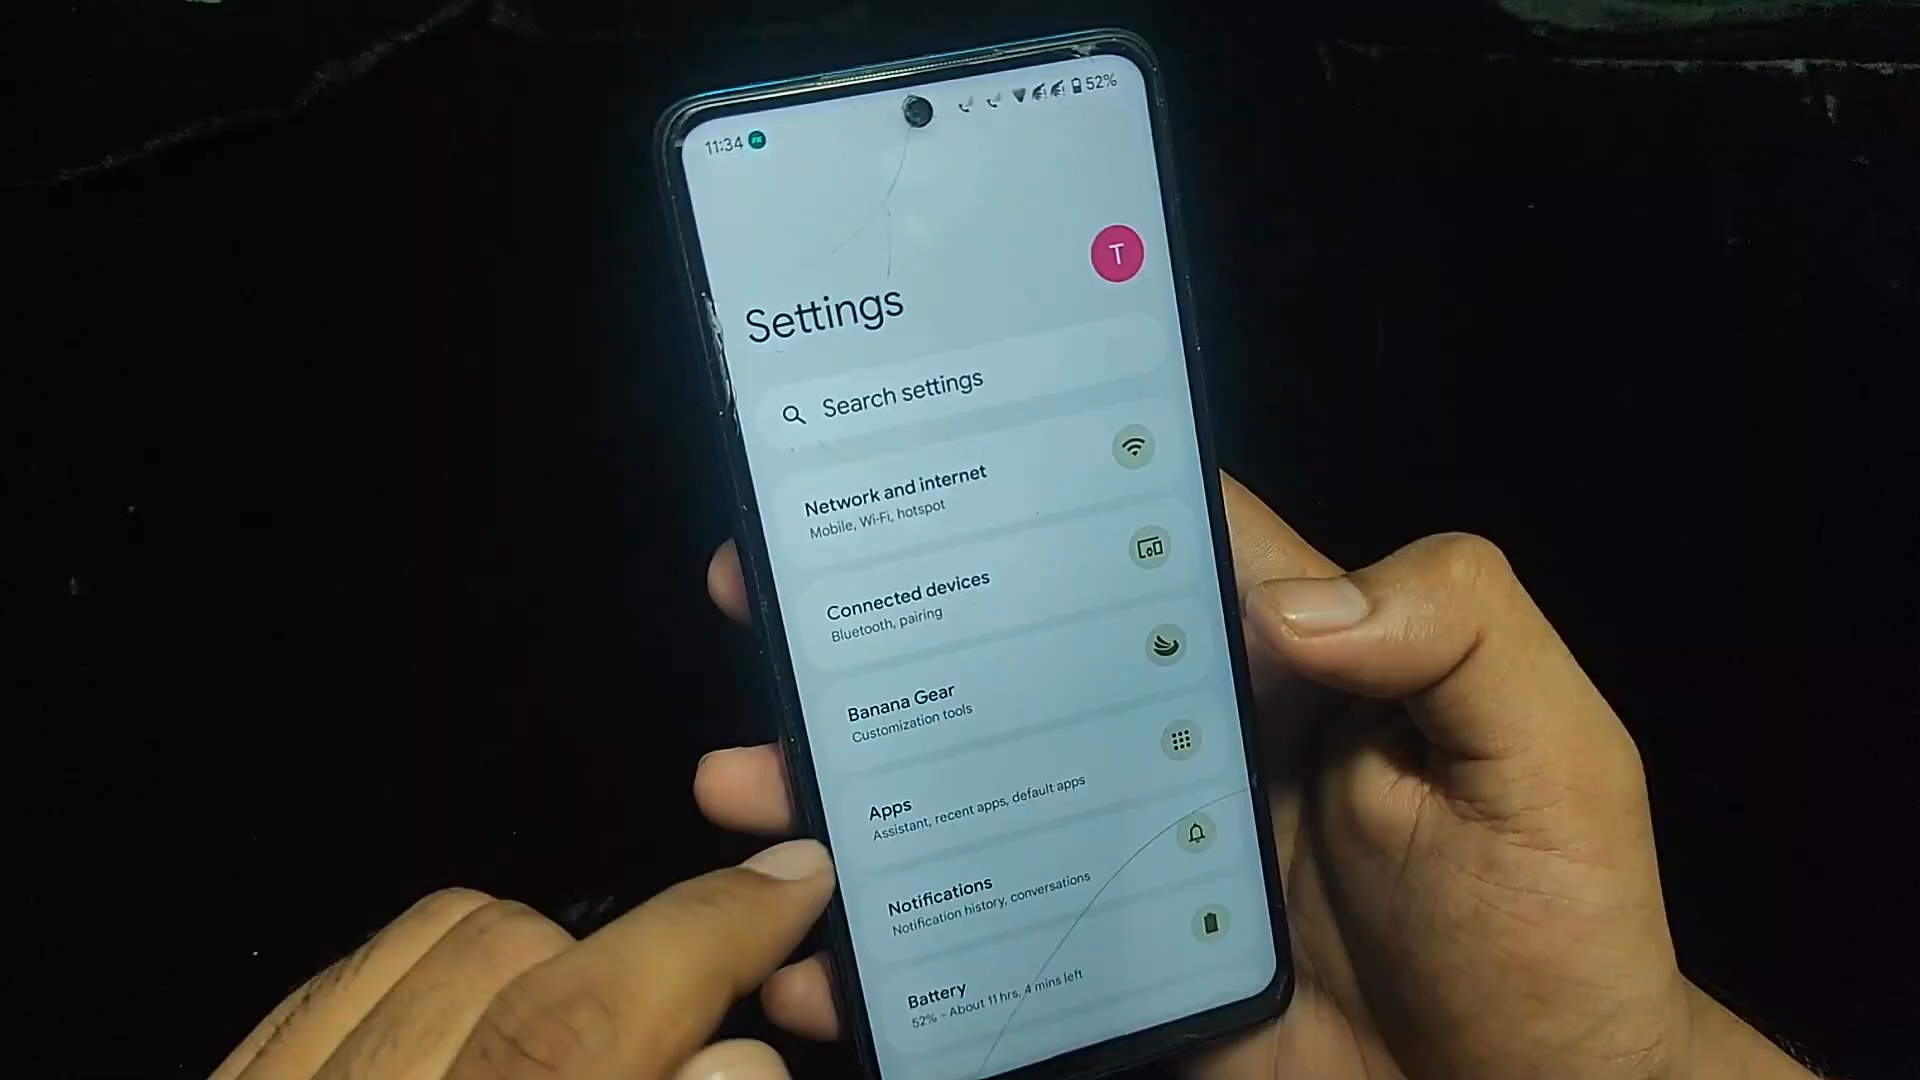 11:34
52%
T
Settings
Search settings
Network and internet
Mobile, Wi-Fi, hotspot
Connected devices
Bluetooth, pairing
Banana Gear
Customization tools
Apps
Assistant, recent apps, default apps
Notifications
Notification history, conversations
Battery
52% - About 11 hrs, 4 mins left